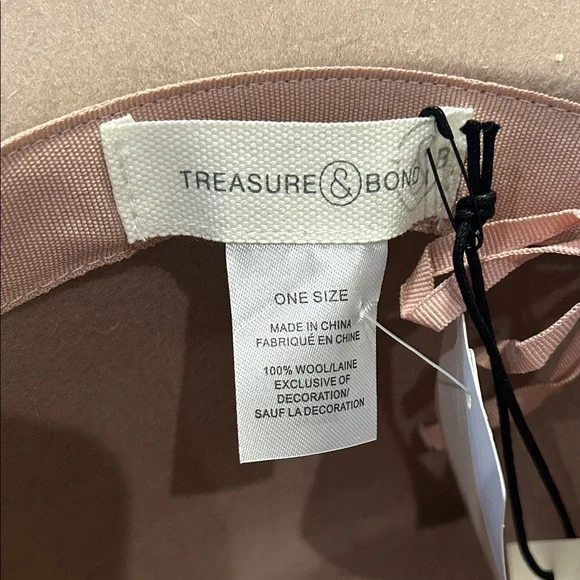 TREASURE & BOND
ONE SIZE
MADE IN CHINA
FABRIQUÉ EN CHINE
100% WOOL/LAINE
EXCLUSIVE OF
DECORATION/
SAUF LA DECORATION